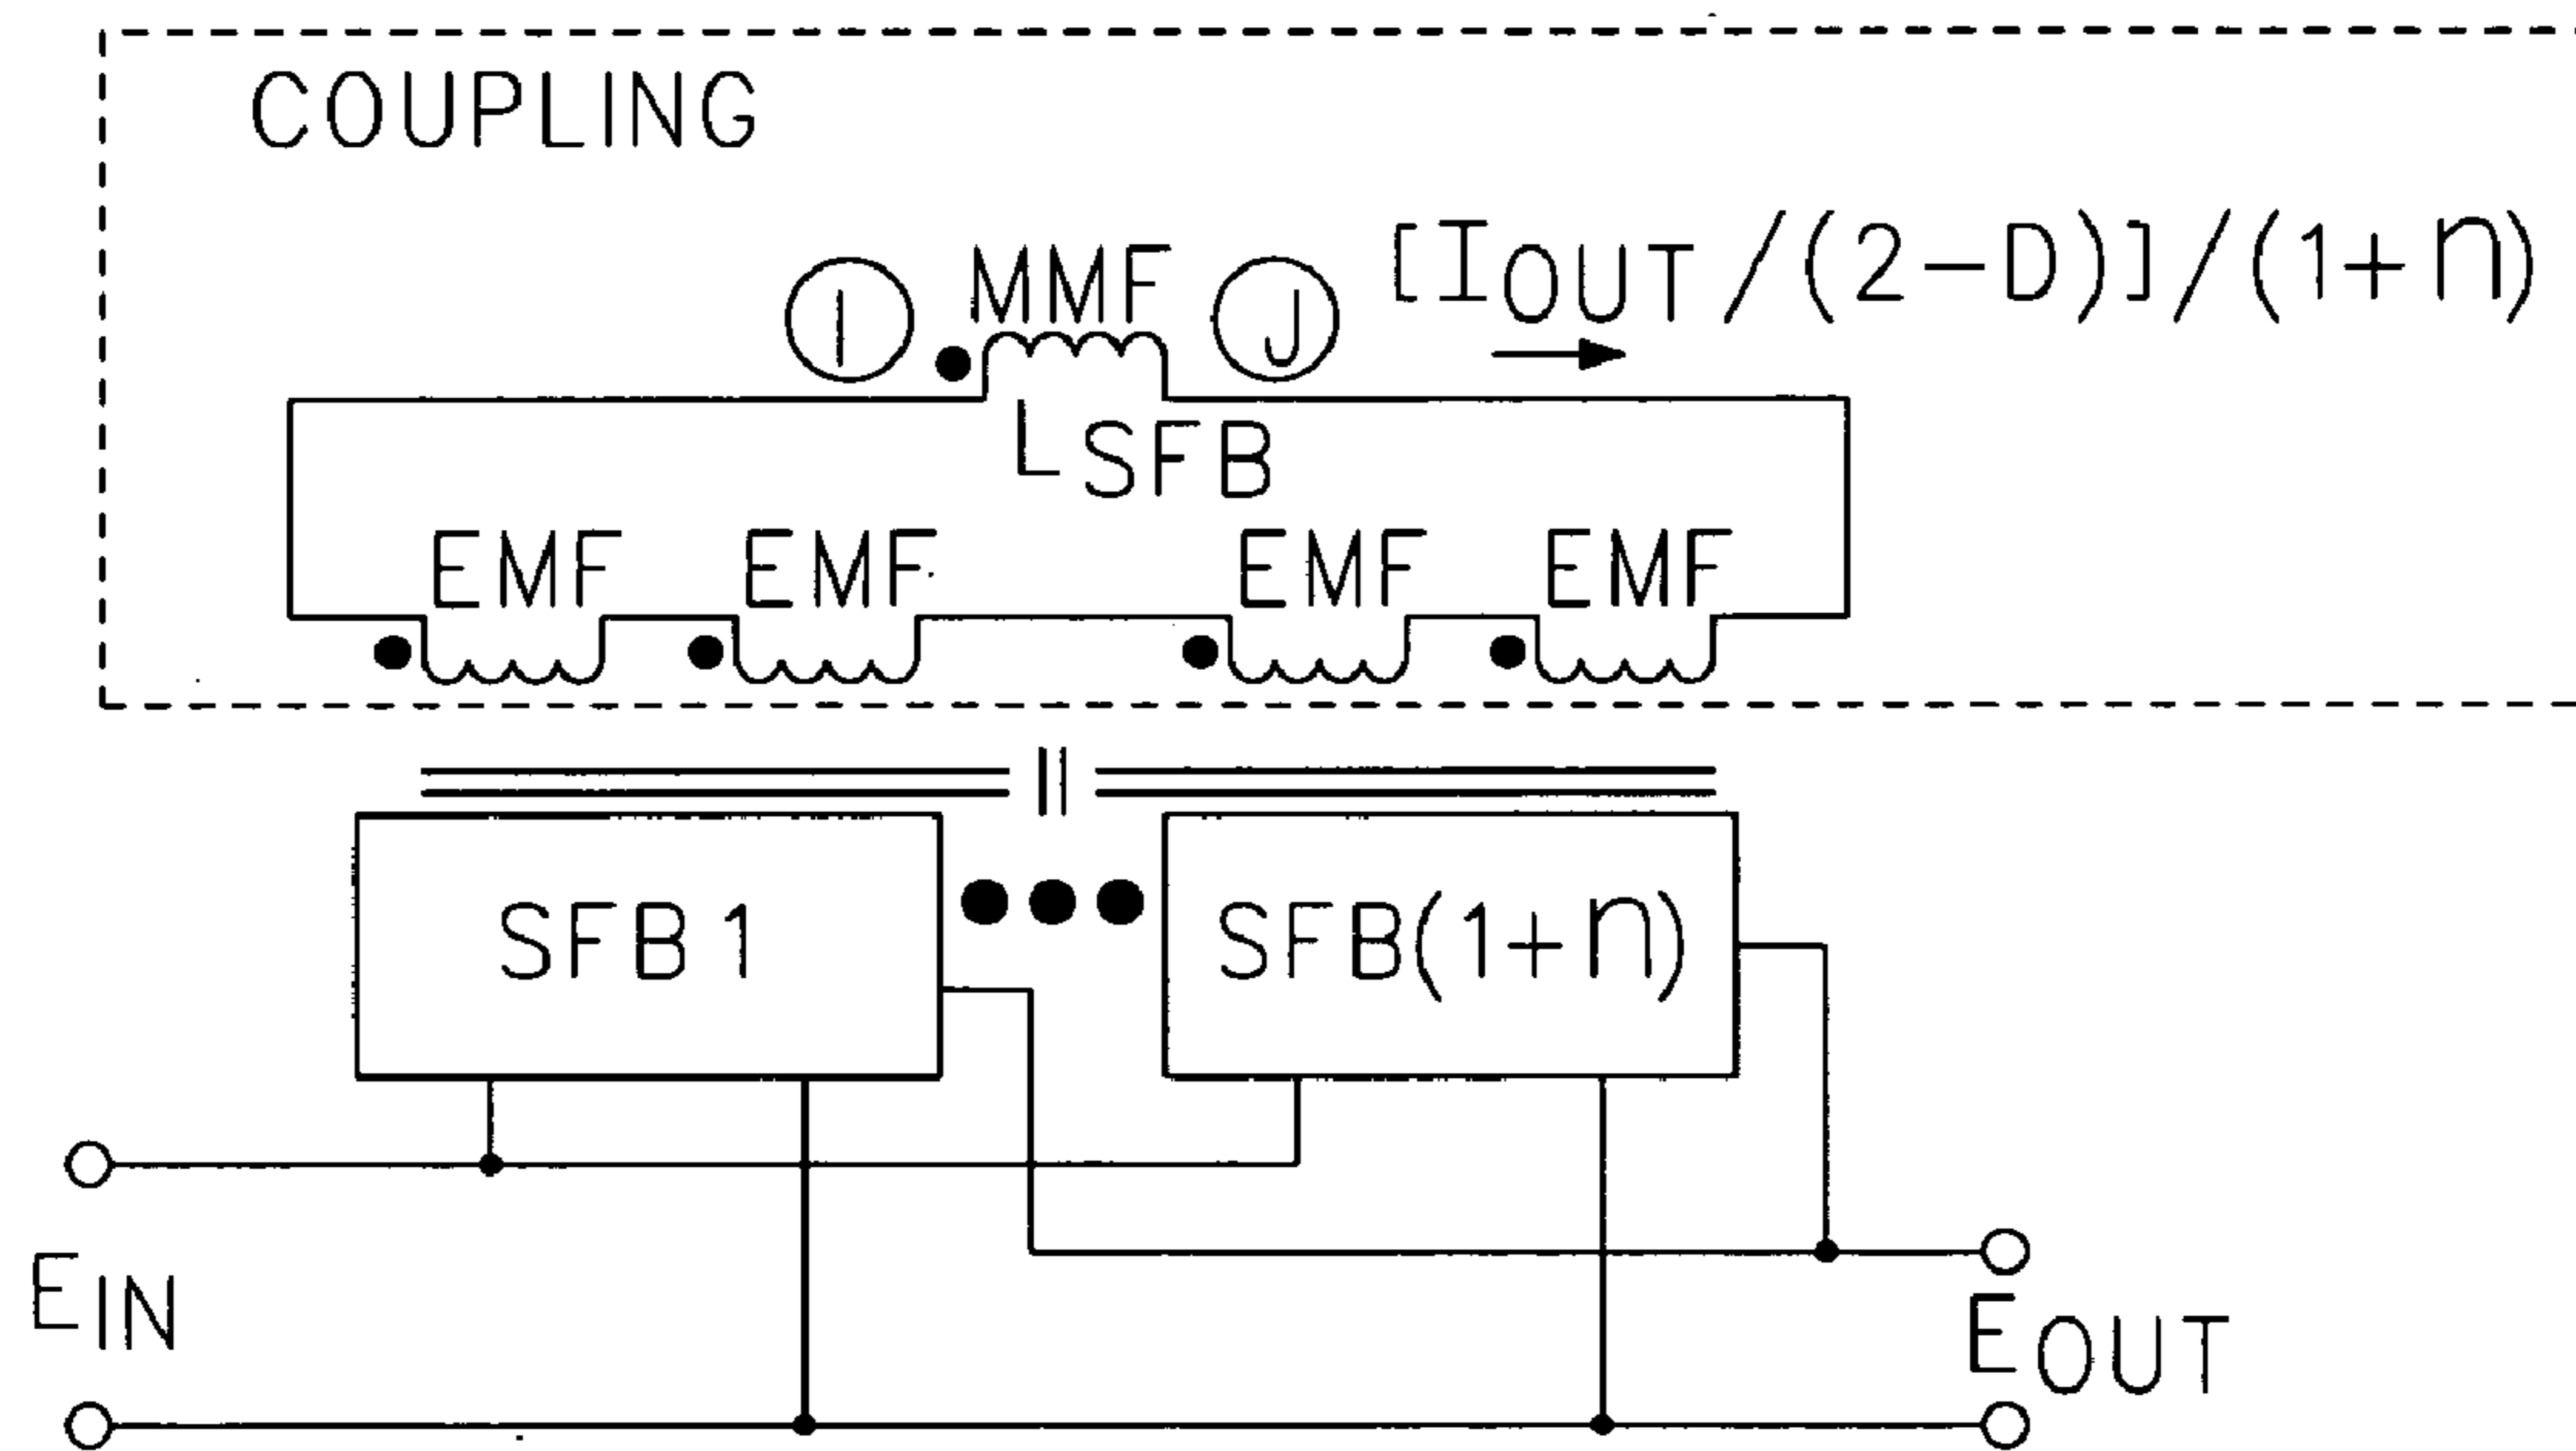 COUPLING
I MMF J [IOUT/(2-D)]/(1+n)
LSFB
EMF EMF EMF EMF
SFB1 SFB(1+n)
EIN
EOUT